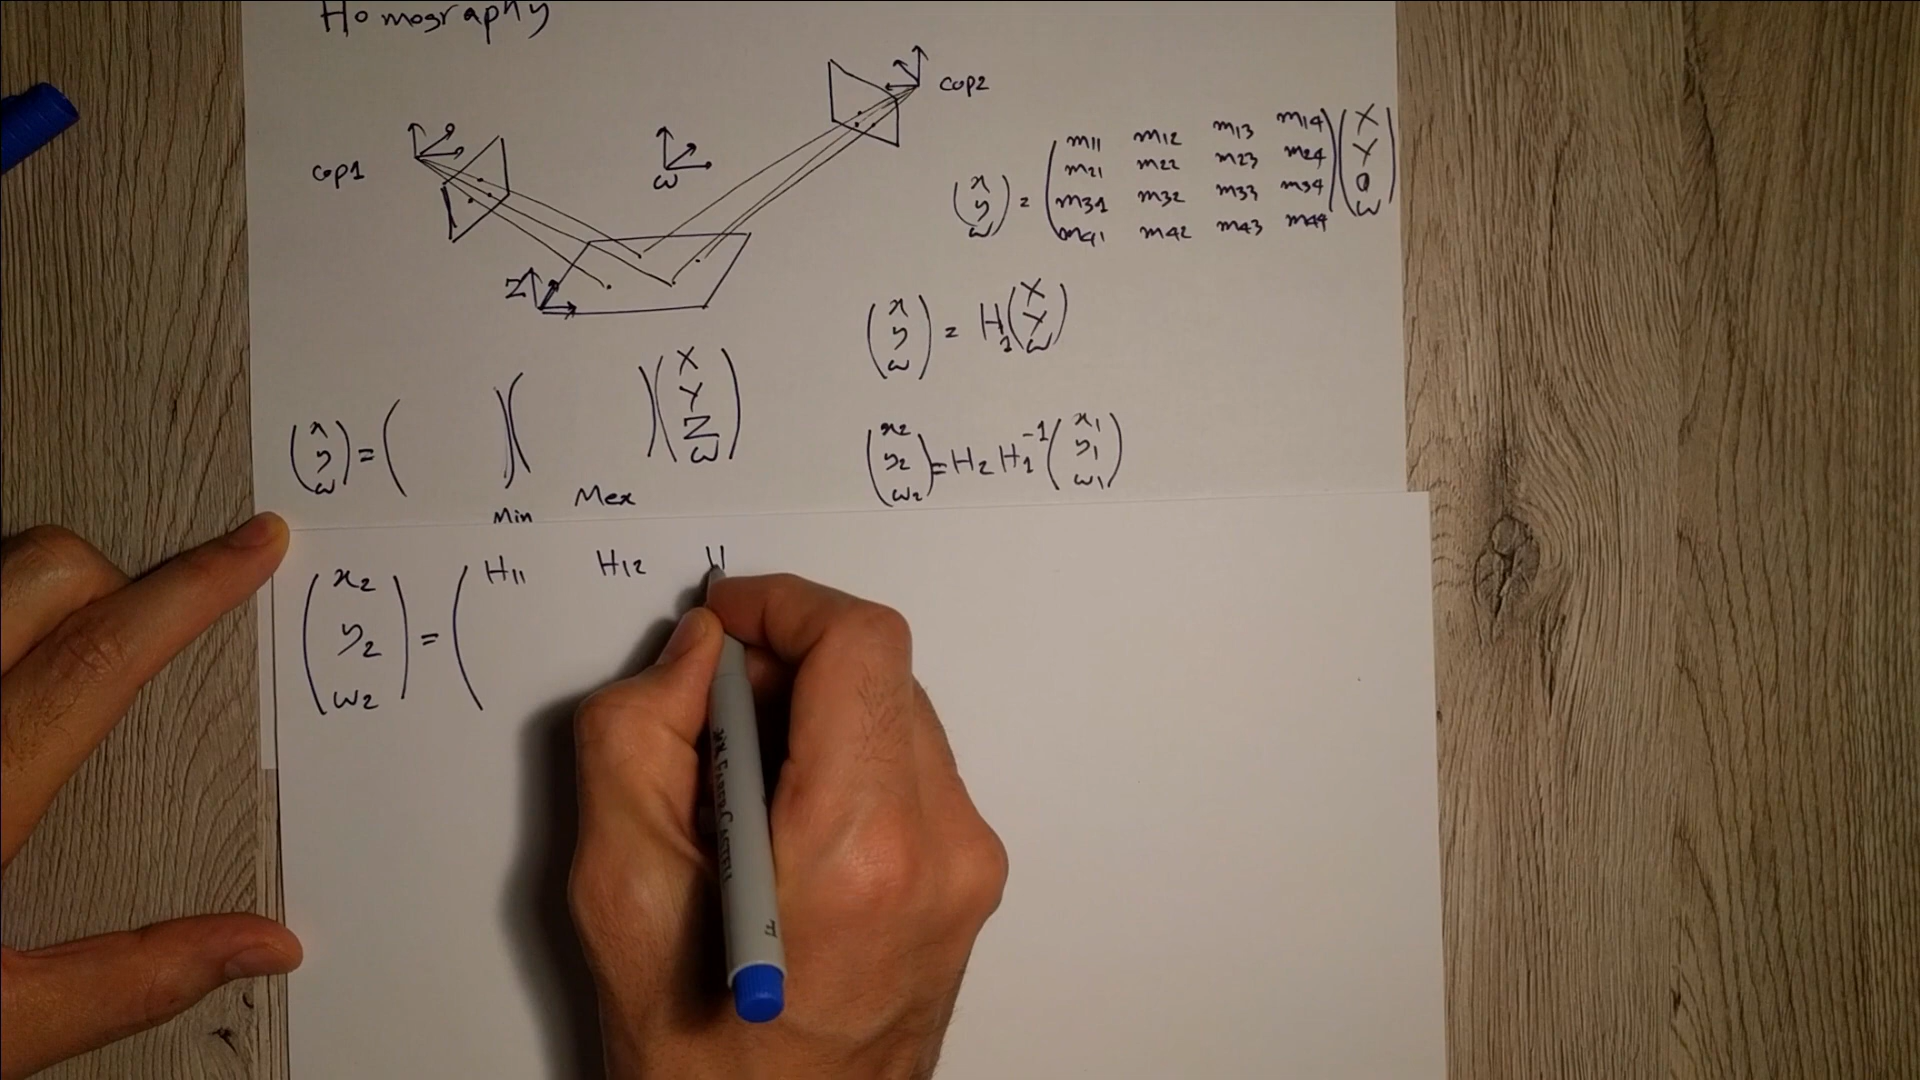 Homography
cop2
cop1
w
Z
(x y w) = (m11 m12 m13 m14
m21 m22 m23 m24
m31 m32 m33 m34
m41 m42 m43 m44) (X Y 0 w)
(x y w) = H1 (X Y w)
(x y w) = ( )( )(X Y Z w)
Min Mex
(x2 y2 w2) = H2 H1^-1 (x1 y1 w1)
(x2 y2 w2) = (H11 H12 H
FABER CASTELL
F